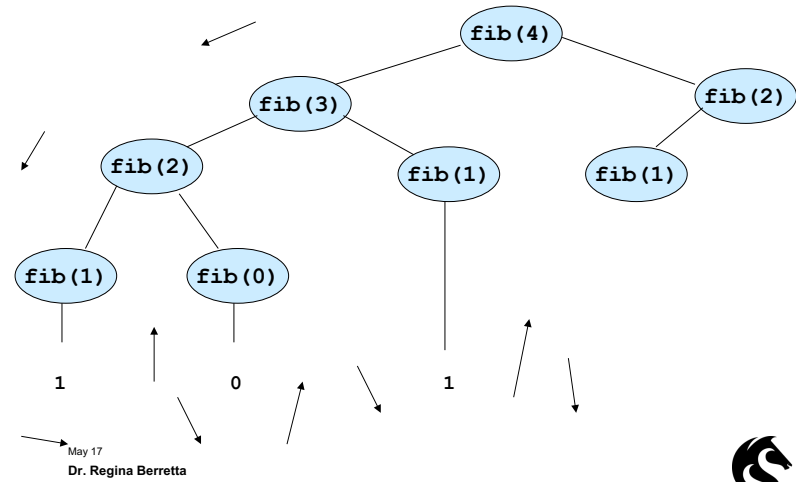 fib(4)
fib(3) fib(2)
fib(2) fib(1) fib(1)
fib(1) fib(0)
1 0 1
May 17
Dr. Regina Berretta